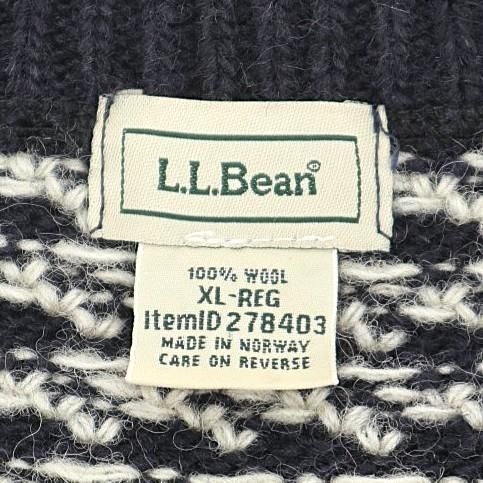 L.L.Bean®
100% WOOL
XL-REG
ItemID 278403
MADE IN NORWAY
CARE ON REVERSE